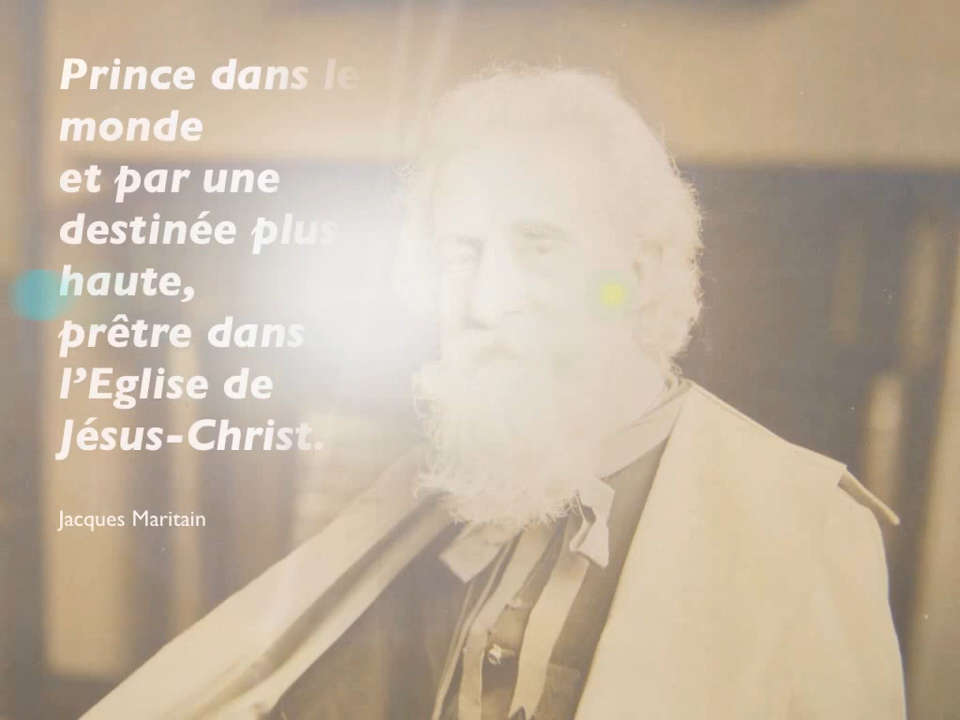 Prince dans le
monde
et par une
destinée plus
haute,
prêtre dans
l’Eglise de
Jésus-Christ.
Jacques Maritain